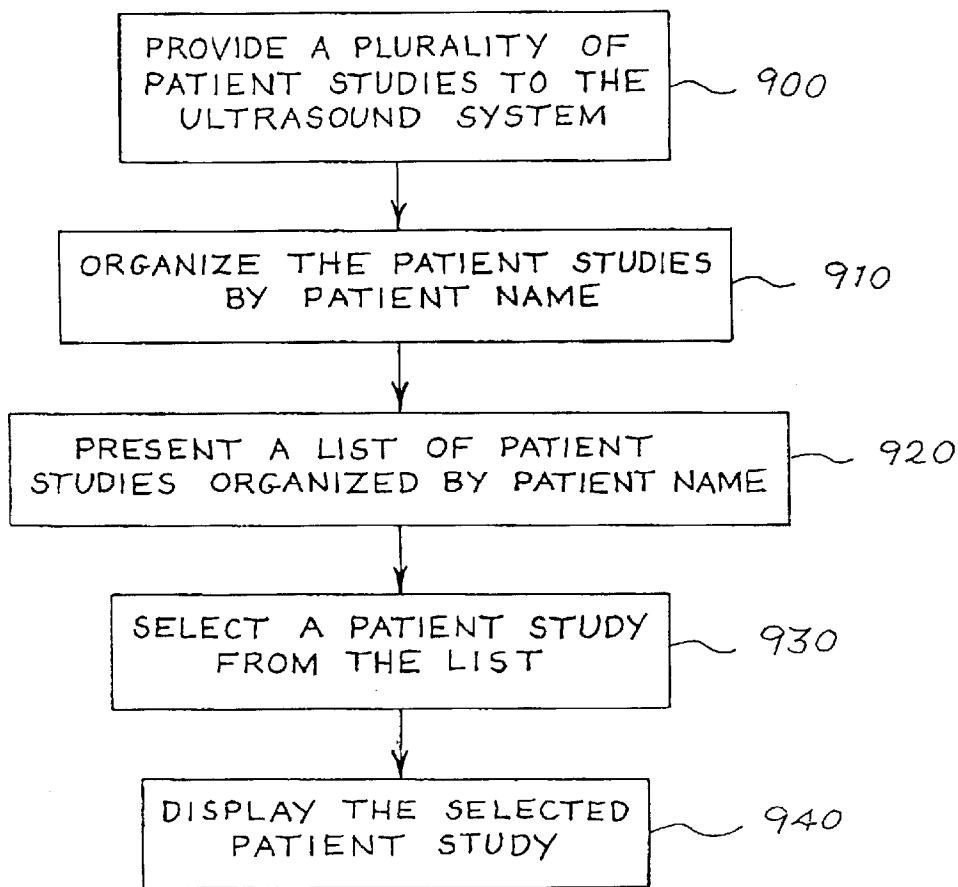 PROVIDE A PLURALITY OF
PATIENT STUDIES TO THE
ULTRASOUND SYSTEM
900
ORGANIZE THE PATIENT STUDIES
BY PATIENT NAME
910
PRESENT A LIST OF PATIENT
STUDIES ORGANIZED BY PATIENT NAME
920
SELECT A PATIENT STUDY
FROM THE LIST
930
DISPLAY THE SELECTED
PATIENT STUDY
940